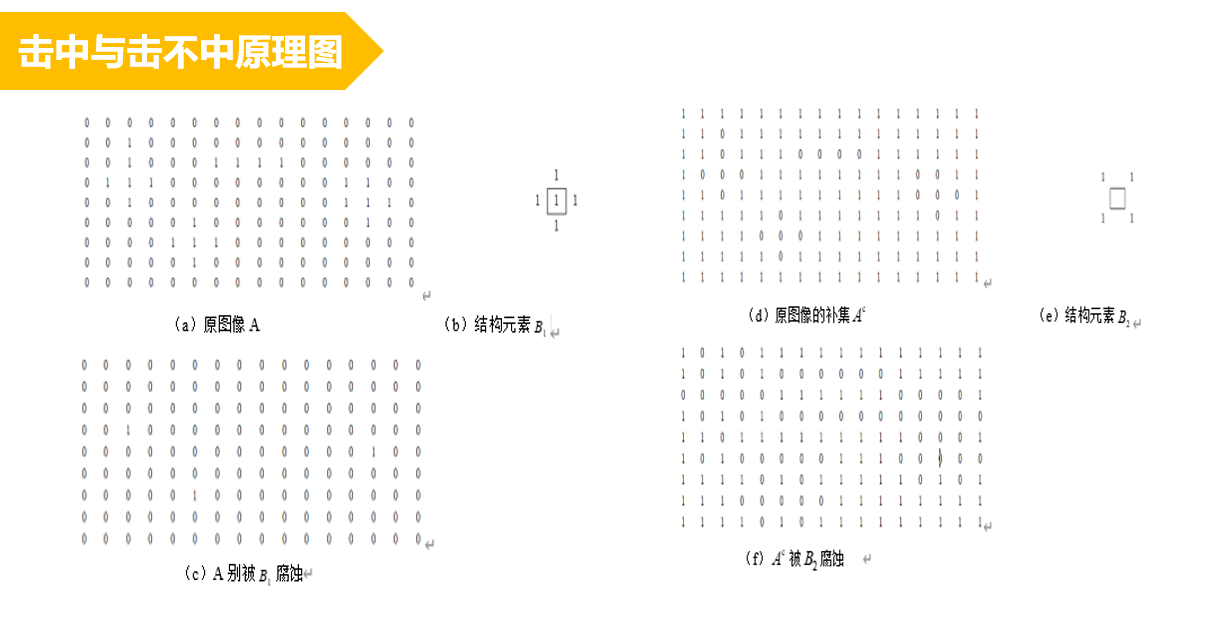 击中与击不中原理图
0 0 0 0 0 0 0 0 0 0 0 0 0 0 0 0
0 0 1 0 0 0 0 0 0 0 0 0 0 0 0 0
0 0 1 0 0 0 1 1 1 1 0 0 0 0 0 0
0 1 1 1 0 0 0 0 0 0 0 0 1 1 0 0
0 0 1 0 0 0 0 0 0 0 0 0 1 1 1 0
0 0 0 0 0 1 0 0 0 0 0 0 0 1 0 0
0 0 0 0 1 1 1 0 0 0 0 0 0 0 0 0
0 0 0 0 0 1 0 0 0 0 0 0 0 0 0 0
0 0 0 0 0 0 0 0 0 0 0 0 0 0 0 0
(a)原图像 A
1
1 1 1
1
(b)结构元素 B1
1 1 1 1 1 1 1 1 1 1 1 1 1 1 1 1
1 1 0 1 1 1 1 1 1 1 1 1 1 1 1 1
1 1 0 1 1 1 0 0 0 0 1 1 1 1 1 1
1 0 0 0 1 1 1 1 1 1 1 1 0 0 1 1
1 1 0 1 1 1 1 1 1 1 1 1 0 0 0 1
1 1 1 1 1 0 1 1 1 1 1 1 1 0 1 1
1 1 1 1 0 0 0 1 1 1 1 1 1 1 1 1
1 1 1 1 1 0 1 1 1 1 1 1 1 1 1 1
1 1 1 1 1 1 1 1 1 1 1 1 1 1 1 1
(d)原图像的补集 Ac
1 1
1 1
(e)结构元素 B2
0 0 0 0 0 0 0 0 0 0 0 0 0 0 0 0
0 0 0 0 0 0 0 0 0 0 0 0 0 0 0 0
0 0 0 0 0 0 0 0 0 0 0 0 0 0 0 0
0 0 1 0 0 0 0 0 0 0 0 0 0 0 0 0
0 0 0 0 0 0 0 0 0 0 0 0 0 1 0 0
0 0 0 0 0 0 0 0 0 0 0 0 0 0 0 0
0 0 0 0 0 1 0 0 0 0 0 0 0 0 0 0
0 0 0 0 0 0 0 0 0 0 0 0 0 0 0 0
0 0 0 0 0 0 0 0 0 0 0 0 0 0 0 0
(c)A 别被 B1 腐蚀
1 0 1 0 1 1 1 1 1 1 1 1 1 1 1 1
1 0 1 0 1 0 0 0 0 0 0 1 1 1 1 1
0 0 0 0 0 1 1 1 1 1 1 0 0 0 0 1
1 0 1 0 1 0 0 0 0 0 0 0 0 0 0 0
1 1 0 1 1 1 1 1 1 1 1 1 0 0 0 1
1 0 1 0 0 0 0 0 1 1 1 0 0 0 0 0
1 1 1 1 0 1 0 1 1 1 1 1 0 1 0 1
1 1 1 0 0 0 0 0 1 1 1 1 1 1 1 1
1 1 1 1 0 1 0 1 1 1 1 1 1 1 1 1
(f)Ac 被 B2 腐蚀